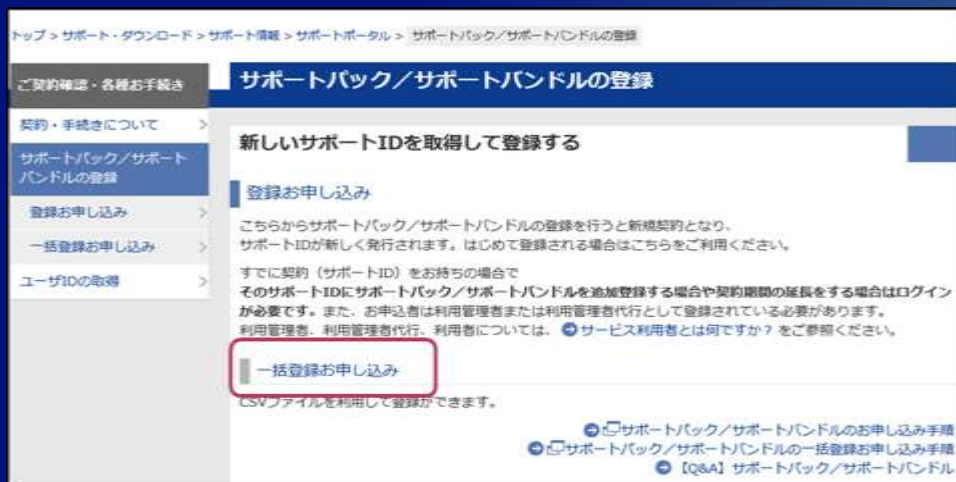 トップ > サポート・ダウンロード > サポート情報 > サポートポータル > サポートパック／サポートバンドルの登録
ご契約確認・各種お手続き
契約・手続きについて
サポートパック／サポート
バンドルの登録
登録お申し込み
一括登録お申し込み
ユーザIDの取得
サポートパック／サポートバンドルの登録
新しいサポートIDを取得して登録する
登録お申し込み
こちらからサポートパック／サポートバンドルの登録を行うと新規契約となり、
サポートIDが新しく発行されます。はじめて登録される場合はこちらをご利用ください。
すでに契約（サポートID）をお持ちの場合で
そのサポートIDにサポートパック／サポートバンドルを追加登録する場合や契約期間の延長をする場合はログイン
が必要です。また、お申込者は利用管理者または利用管理者代行として登録されている必要があります。
利用管理者、利用管理者代行、利用者については、 サービス利用者とは何ですか？ をご参照ください。
一括登録お申し込み
CSVファイルを利用して登録ができます。
サポートパック／サポートバンドルのお申し込み手順
サポートパック／サポートバンドルの一括登録お申し込み手順
【Q&A】サポートパック／サポートバンドル